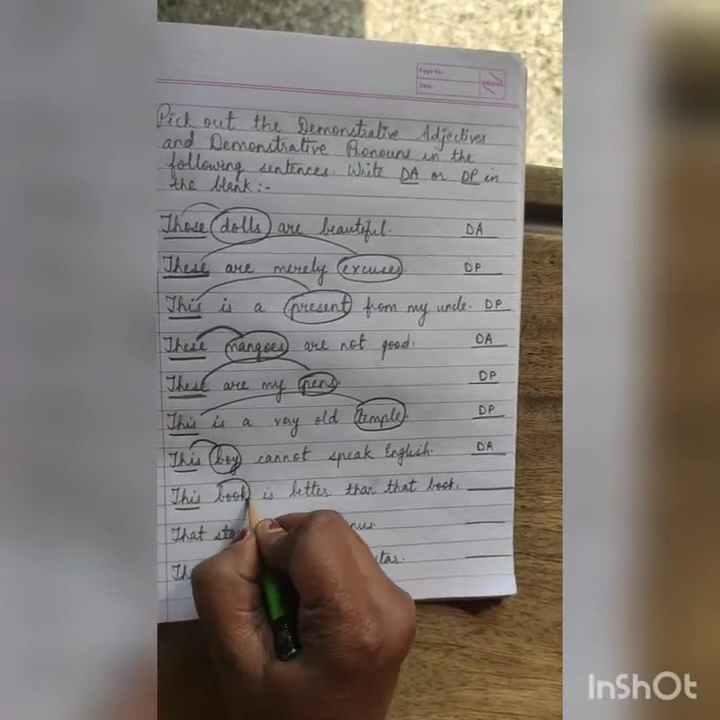 Page No.
Date
Pick out the Demonstrative Adjectives
and Demonstrative Pronouns in the
following sentences. Write DA or DP in
the blank :-
Those dolls are beautiful. DA
These are merely excuses. DP
This is a present from my uncle. DP
These mangoes are not good. DA
These are my pens. DP
This is a very old temple. DP
This boy cannot speak English. DA
This book is better than that book.
That
InShOt